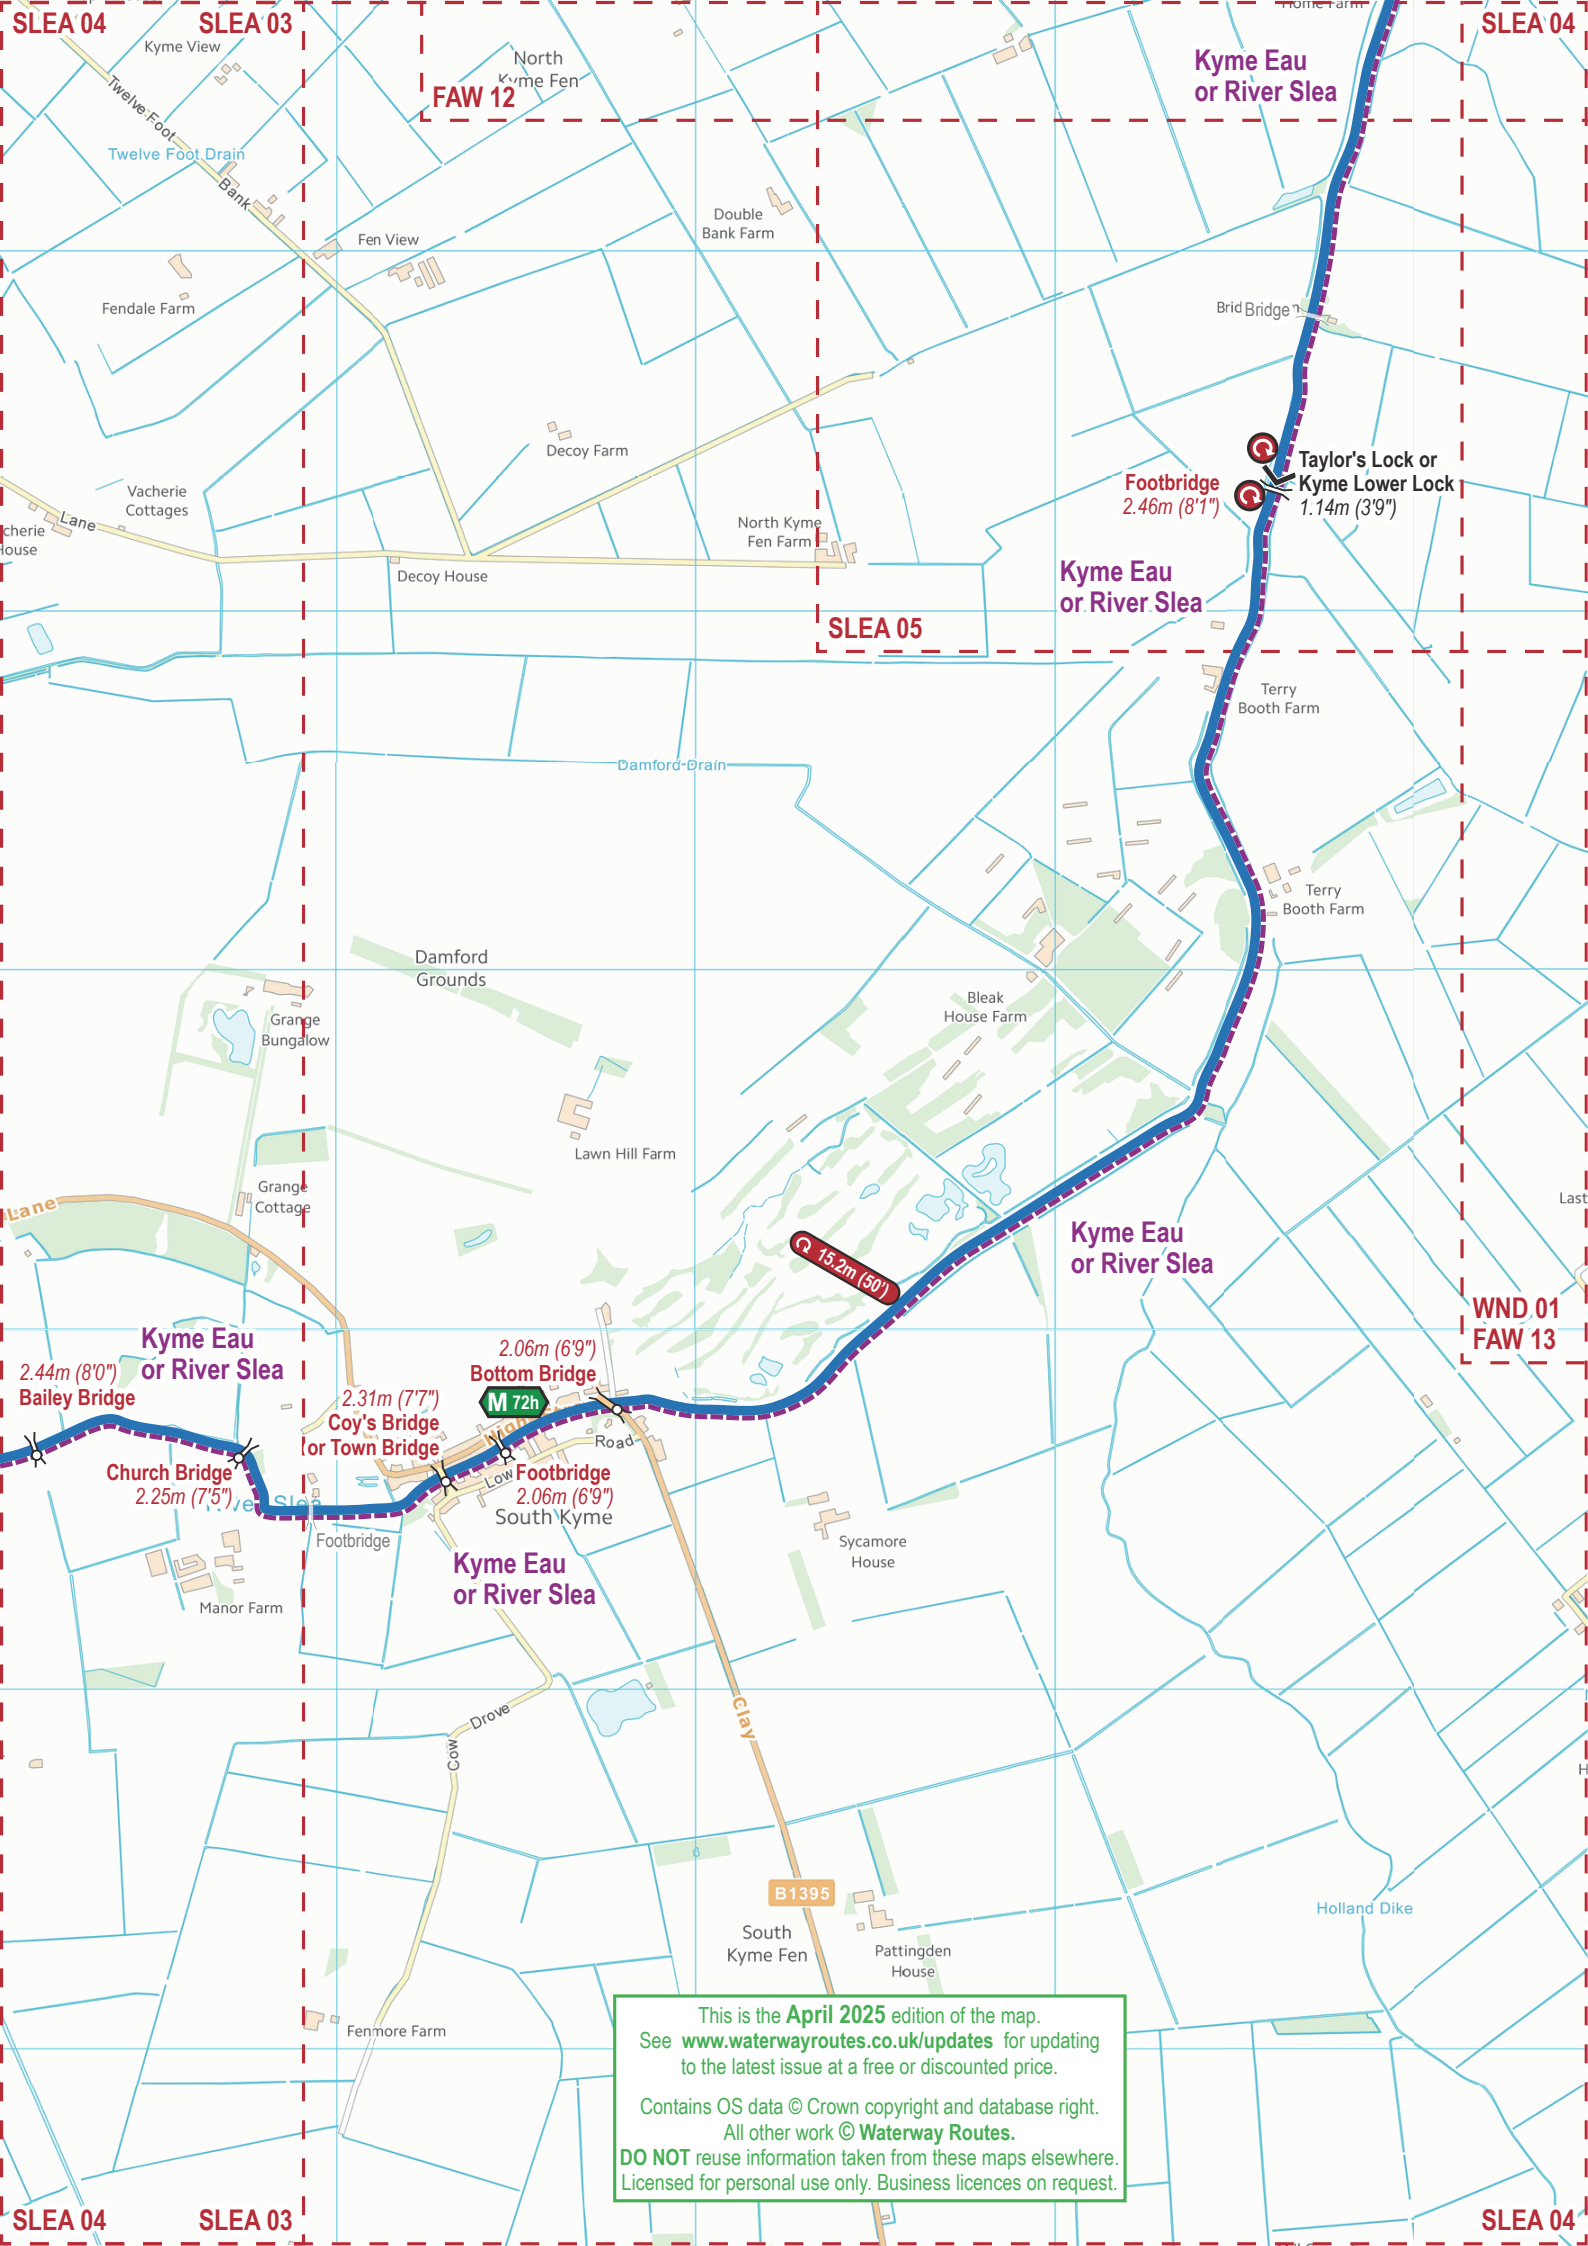 SLEA 04
SLEA 03
Kyme View
North
Kyme Fen
FAW 12
Home Farm
SLEA 04
Kyme Eau
or River Slea
Twelve Foot
Bank
Twelve Foot Drain
Double
Bank Farm
Fen View
Fendale Farm
Bridge
Decoy Farm
Taylor's Lock or
Kyme Lower Lock
1.14m (3'9")
Footbridge
2.46m (8'1")
Vacherie
Cottages
Lane
North Kyme
Fen Farm
Decoy House
Kyme Eau
or River Slea
SLEA 05
Terry
Booth Farm
Damford Drain
Terry
Booth Farm
Damford
Grounds
Bleak
House Farm
Grange
Bungalow
Lawn Hill Farm
Grange
Cottage
Lane
Last
Kyme Eau
or River Slea
15.2m (50')
WND 01
FAW 13
Kyme Eau
or River Slea
2.44m (8'0")
Bailey Bridge
2.06m (6'9")
Bottom Bridge
M 72h
2.31m (7'7")
Coy's Bridge
or Town Bridge
Road
Low
Church Bridge
2.25m (7'5")
River Slea
Footbridge
2.06m (6'9")
South Kyme
Footbridge
Sycamore
House
Kyme Eau
or River Slea
Manor Farm
Clay
Drove
Cow
B1395
Holland Dike
South
Kyme Fen
Pattingden
House
Fenmore Farm
This is the April 2025 edition of the map.
See www.waterwayroutes.co.uk/updates for updating
to the latest issue at a free or discounted price.
Contains OS data © Crown copyright and database right.
All other work © Waterway Routes.
DO NOT reuse information taken from these maps elsewhere.
Licensed for personal use only. Business licences on request.
SLEA 04
SLEA 03
SLEA 04